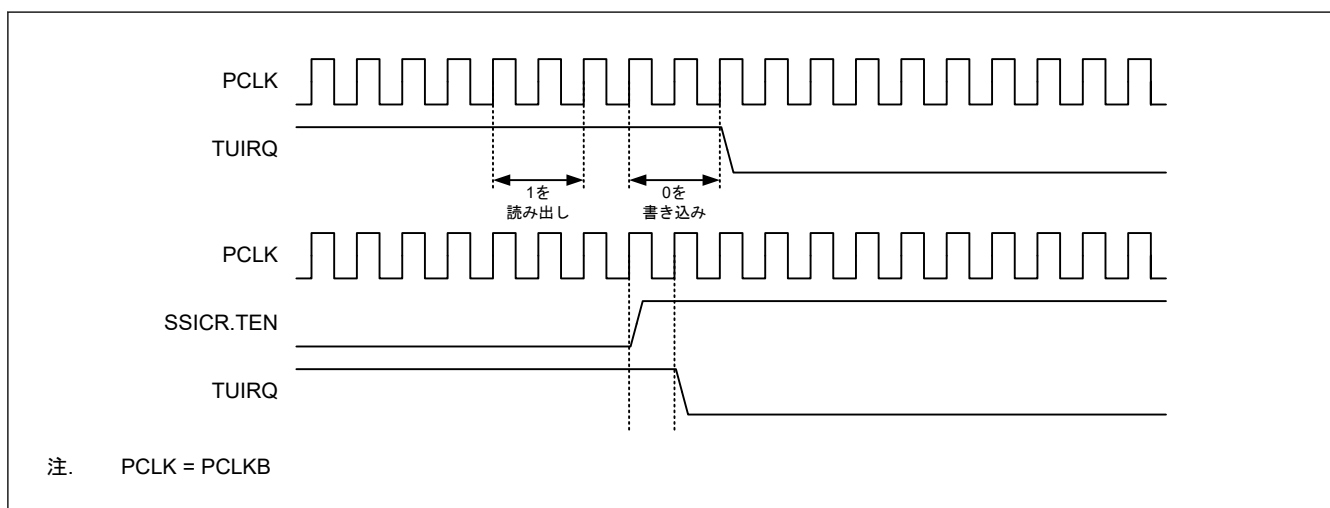 PCLK
TUIRQ
1を
読み出し
0を
書き込み
PCLK
SSICR.TEN
TUIRQ
注. PCLK = PCLKB